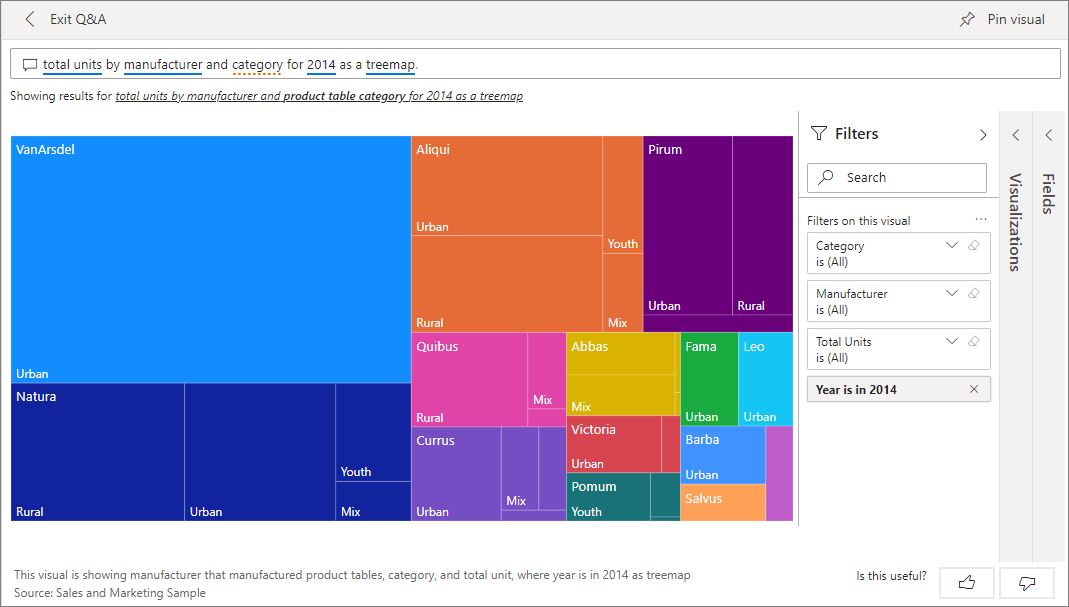 Exit Q&A
Pin visual
total units by manufacturer and category for 2014 as a treemap.
Showing results for total units by manufacturer and product table category for 2014 as a treemap
VanArsdel
Urban
Natura
Rural
Urban
Youth
Mix
Aliqui
Urban
Rural
Youth
Mix
Pirum
Urban
Rural
Quibus
Rural
Mix
Currus
Urban
Mix
Abbas
Mix
Victoria
Urban
Pomum
Youth
Fama
Urban
Leo
Urban
Barba
Urban
Salvus
Filters
Search
Filters on this visual
...
Category
is (All)
Manufacturer
is (All)
Total Units
is (All)
Year is in 2014
Visualizations
Fields
This visual is showing manufacturer that manufactured product tables, category, and total unit, where year is in 2014 as treemap
Source: Sales and Marketing Sample
Is this useful?